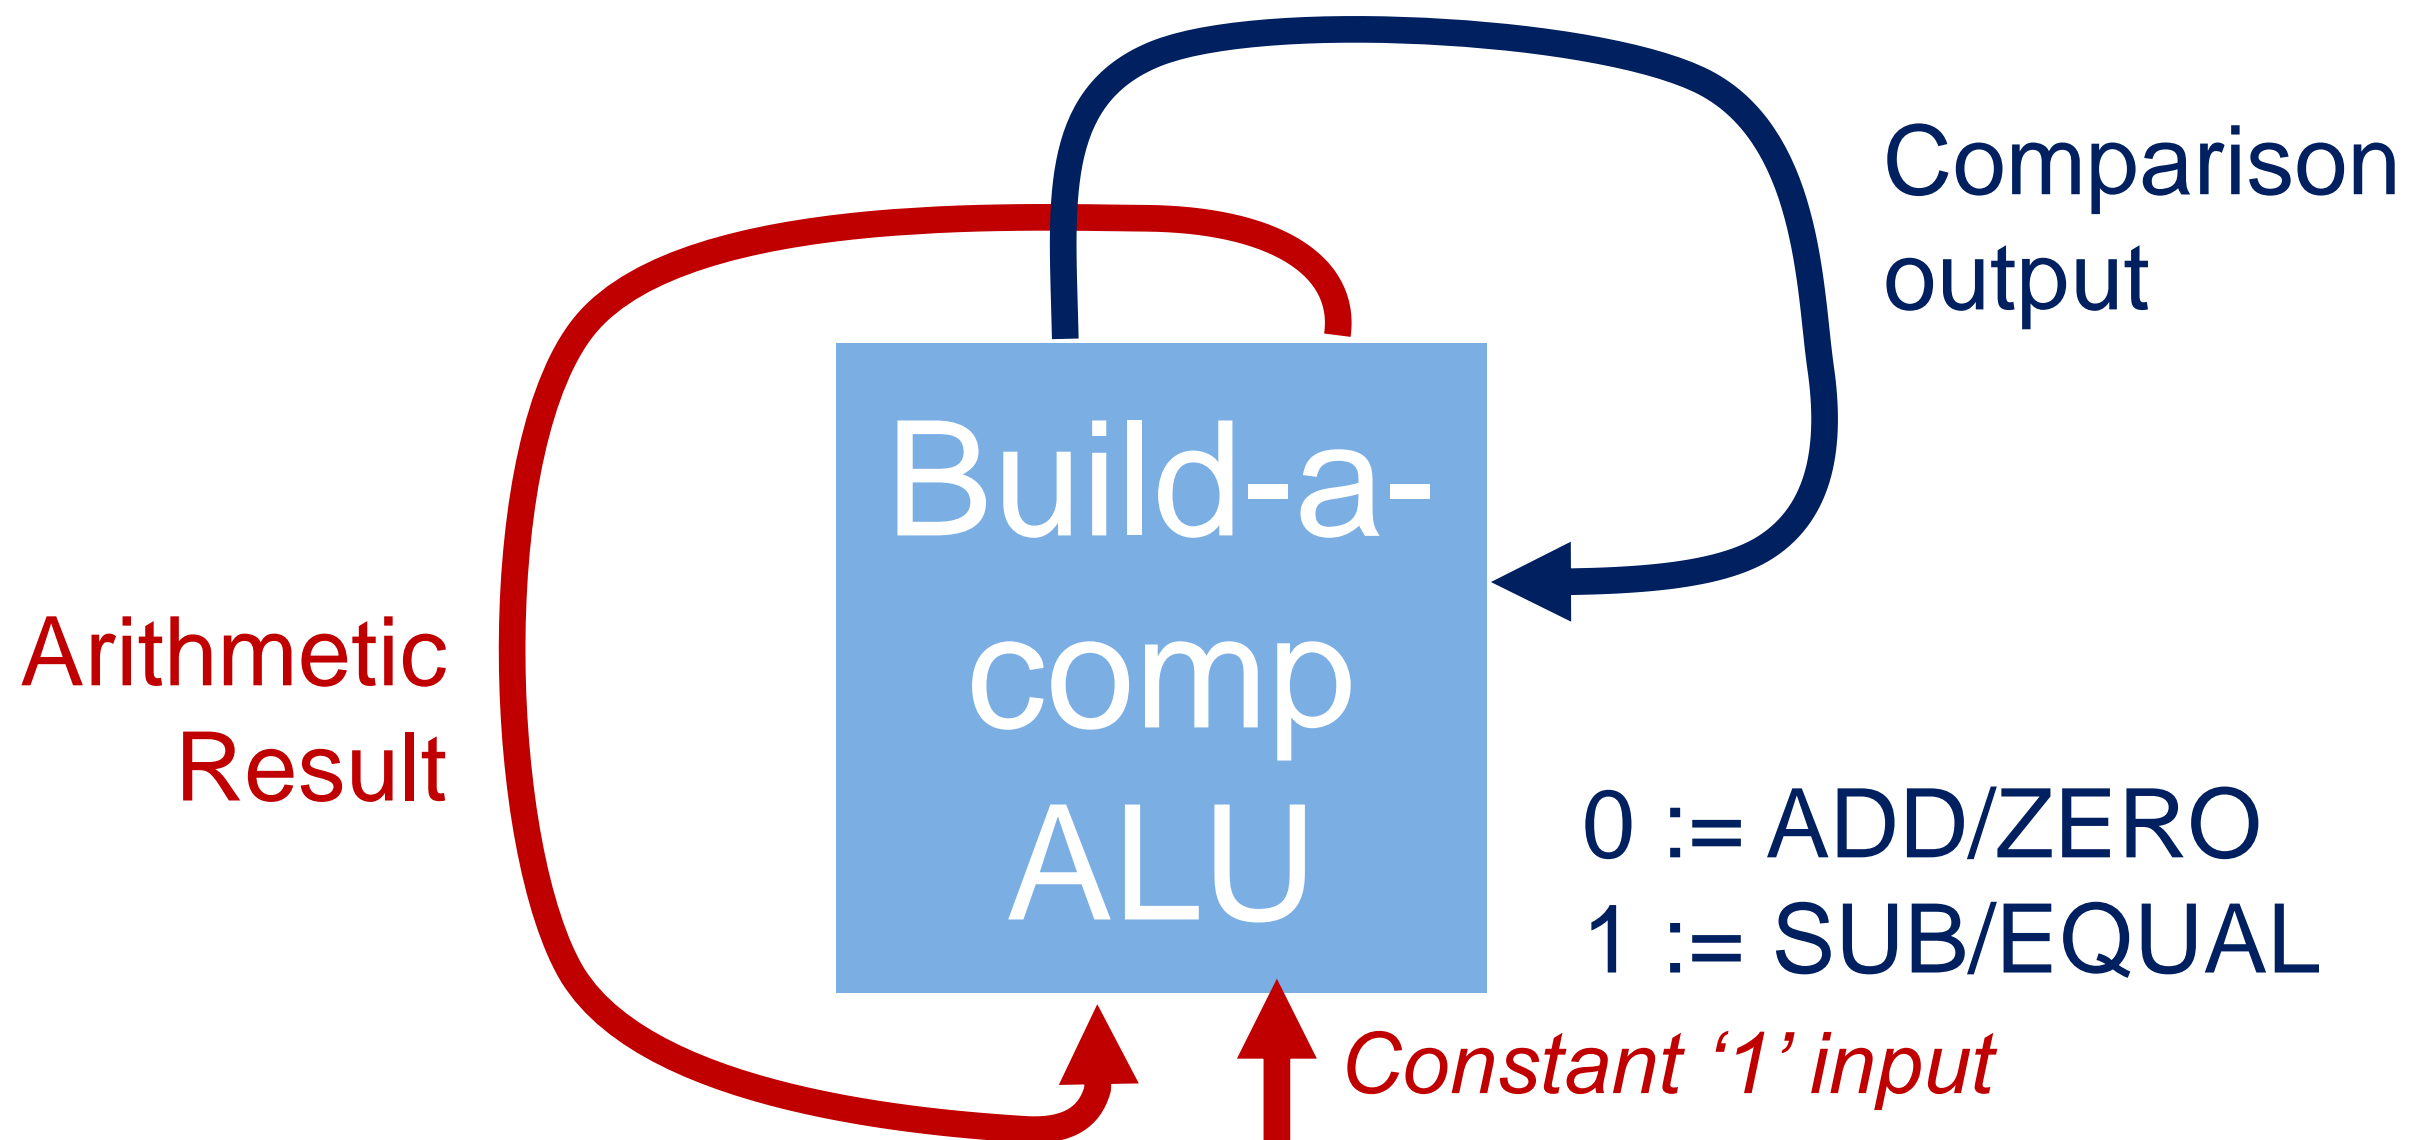 Comparison
output
Build-a-
comp
ALU
Arithmetic
Result
0 := ADD/ZERO
1 := SUB/EQUAL
Constant ‘1’ input